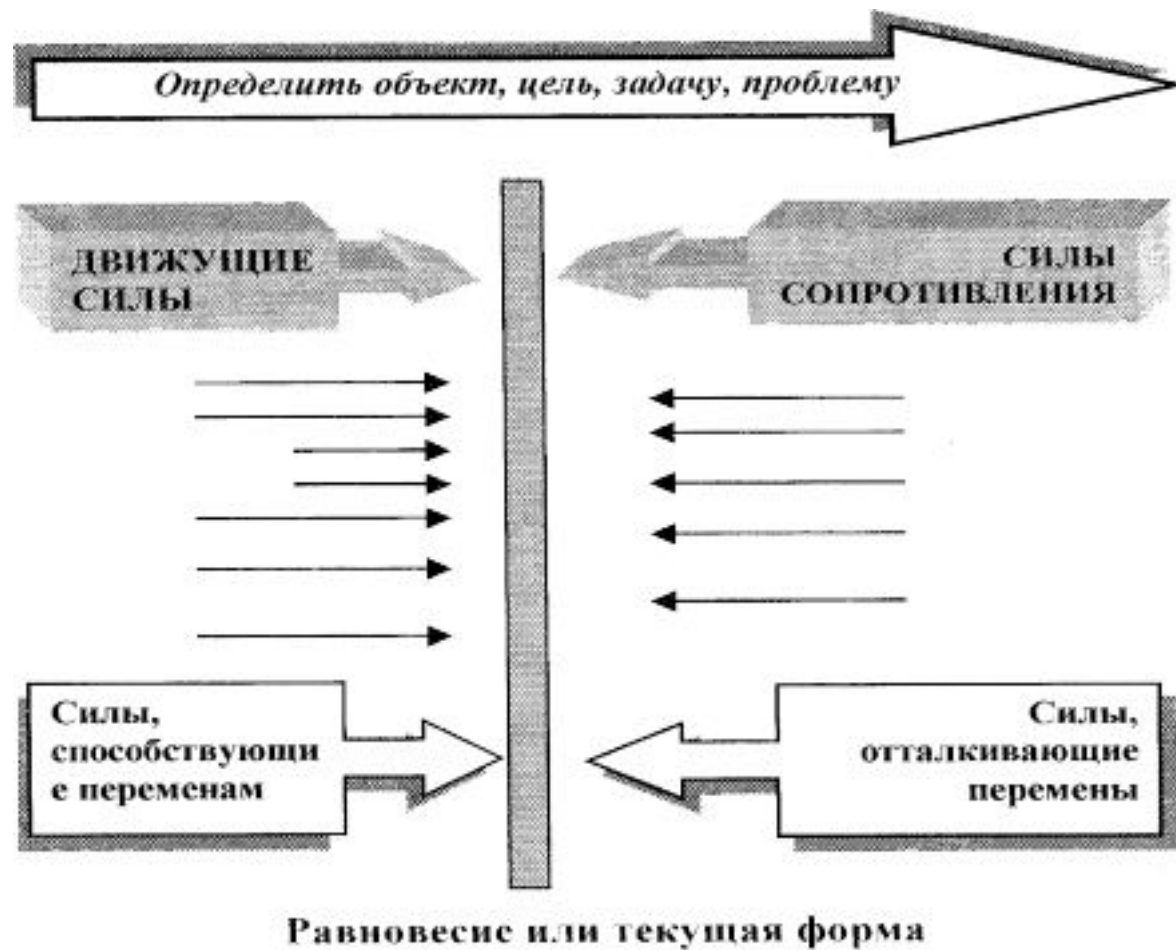 Определить объект, цель, задачу, проблему
ДВИЖУЩИЕ
СИЛЫ
СИЛЫ
СОПРОТИВЛЕНИЯ
Силы,
способствующи
е переменам
Силы,
отталкивающие
перемены
Равновесие или текущая форма